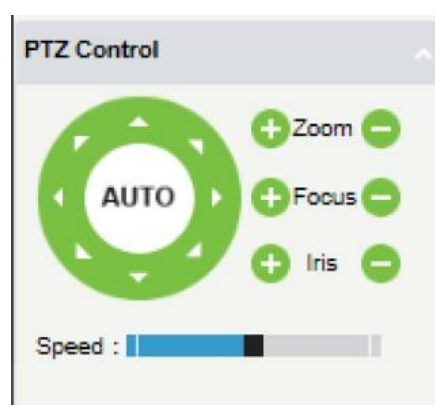 PTZ Control
Zoom
AUTO
Focus
Iris
Speed :